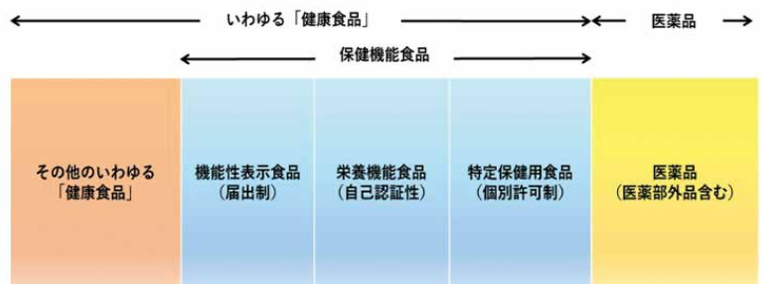 いわゆる「健康食品」
医薬品
保健機能食品
その他のいわゆる
「健康食品」
機能性表示食品
（届出制）
栄養機能食品
（自己認証性）
特定保健用食品
（個別許可制）
医薬品
（医薬部外品含む）